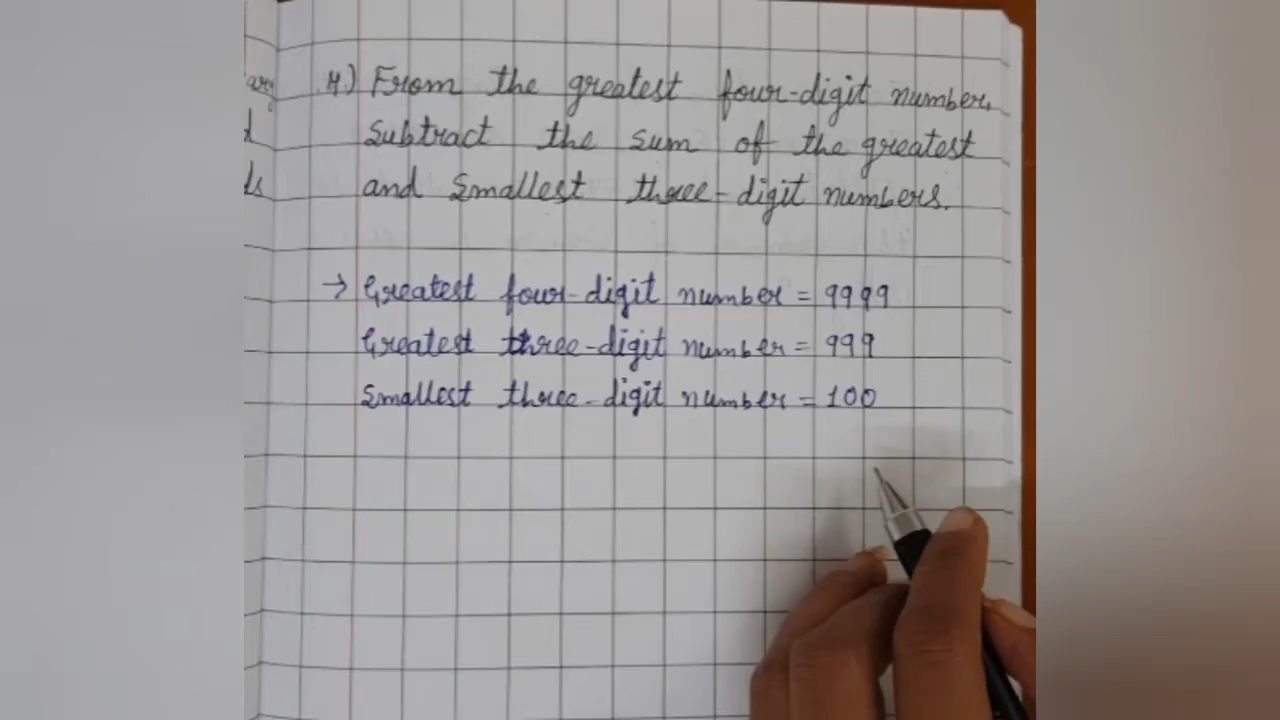 4.) From the greatest four-digit number,
subtract the sum of the greatest
and smallest three-digit numbers.
→ Greatest four-digit number = 9999
Greatest three-digit number = 999
Smallest three-digit number = 100